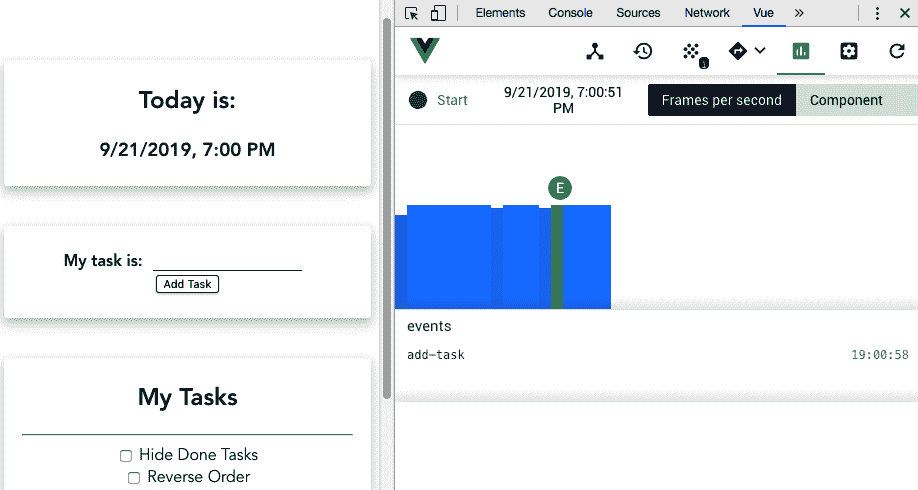 Today is:
9/21/2019, 7:00 PM
My task is:
Add Task
My Tasks
Hide Done Tasks
Reverse Order
Elements Console Sources Network Vue »
1
Start
9/21/2019, 7:00:51
PM
Frames per second Component
E
events
add-task 19:00:58